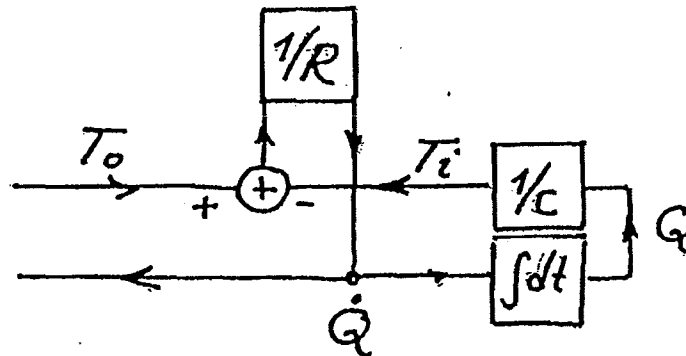 1/R
T₀ Tᵢ
+ + - 1/C
Q
∫dt
Q̇